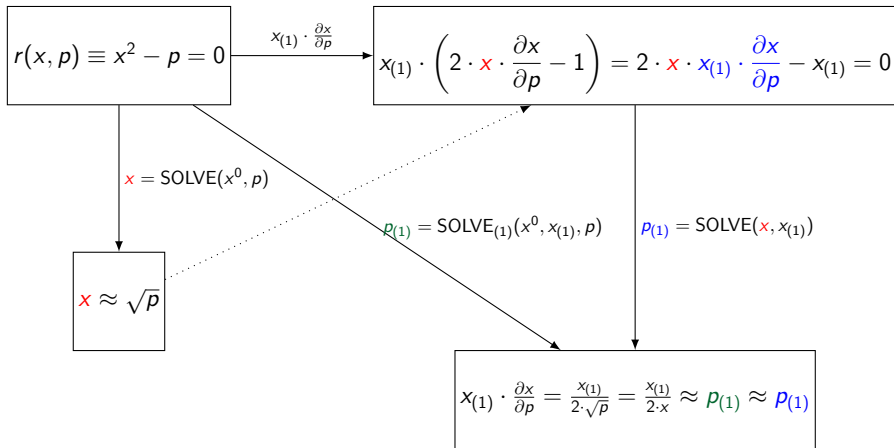 r(x, p) ≡ x² − p = 0
x₍₁₎ · ∂x/∂p
x₍₁₎ · (2 · x · ∂x/∂p − 1) = 2 · x · x₍₁₎ · ∂x/∂p − x₍₁₎ = 0
x = SOLVE(x⁰, p)
p₍₁₎ = SOLVE₍₁₎(x⁰, x₍₁₎, p)
p₍₁₎ = SOLVE(x, x₍₁₎)
x ≈ √p
x₍₁₎ · ∂x/∂p = x₍₁₎/(2·√p) = x₍₁₎/(2·x) ≈ p₍₁₎ ≈ p₍₁₎